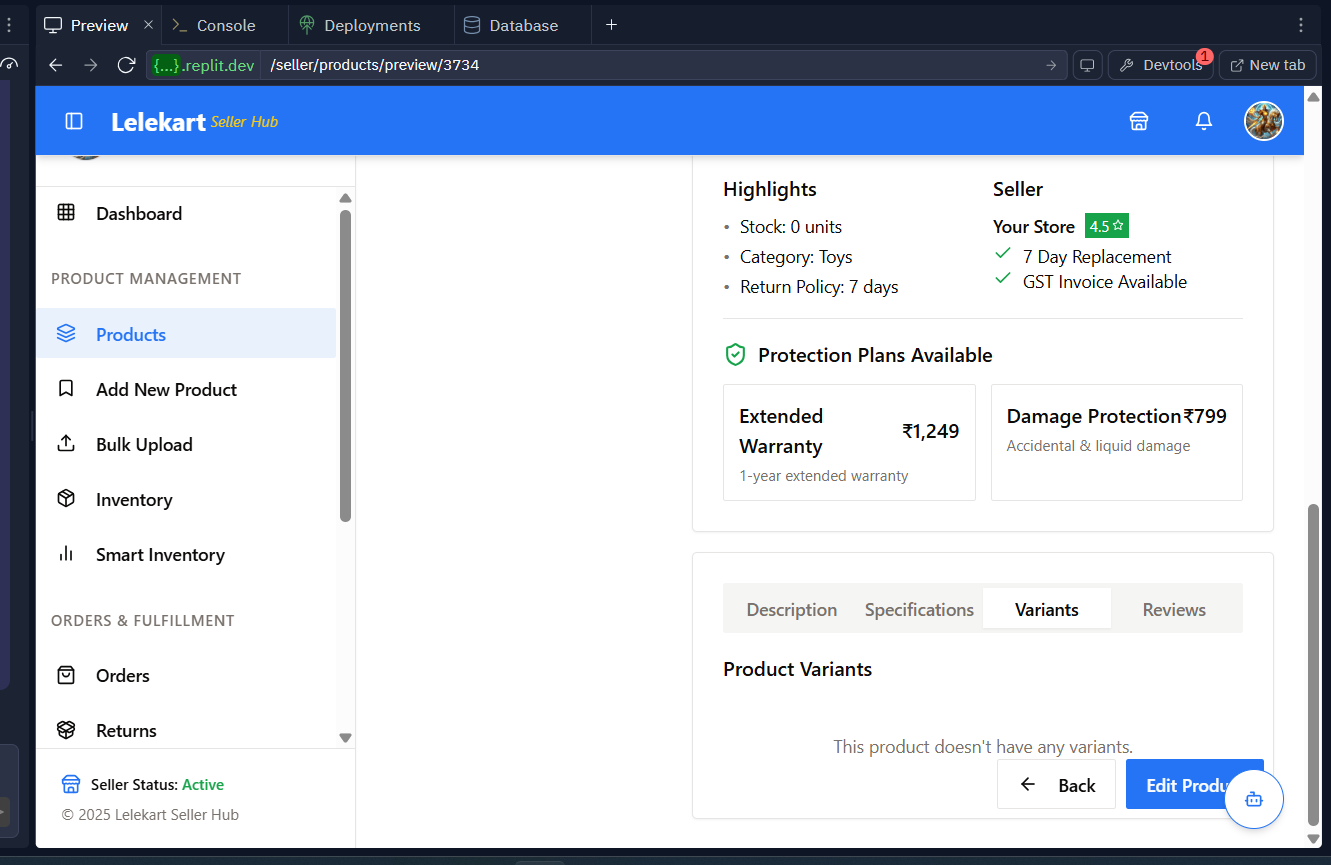 Preview
Console
Deployments
Database
{...}.replit.dev
/seller/products/preview/3734
Devtools
1
New tab
Lelekart Seller Hub
Dashboard
PRODUCT MANAGEMENT
Products
Add New Product
Bulk Upload
Inventory
Smart Inventory
ORDERS & FULFILLMENT
Orders
Returns
Seller Status: Active
© 2025 Lelekart Seller Hub
Highlights
• Stock: 0 units
• Category: Toys
• Return Policy: 7 days
Seller
Your Store 4.5
7 Day Replacement
GST Invoice Available
Protection Plans Available
Extended
Warranty
₹1,249
1-year extended warranty
Damage Protection ₹799
Accidental & liquid damage
Description
Specifications
Variants
Reviews
Product Variants
This product doesn't have any variants.
Back
Edit Produ